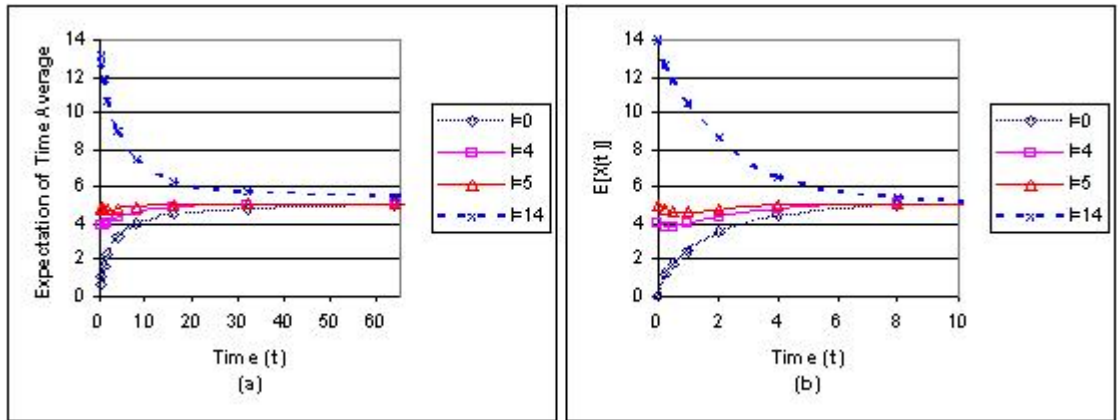 Expectation of Time Average
14
12
10
8
6
4
2
0
0 10 20 30 40 50 60
Time (t)
(a)
I=0
I=4
I=5
I=14
E[X(t)]
14
12
10
8
6
4
2
0
0 2 4 6 8 10
Time (t)
(b)
I=0
I=4
I=5
I=14